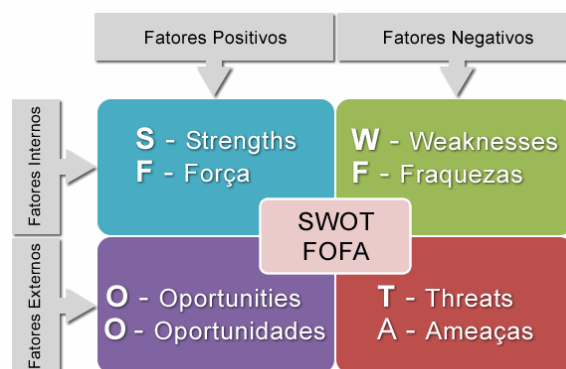 Fatores Positivos
Fatores Negativos
Fatores Internos
S - Strengths
F - Força
W - Weaknesses
F - Fraquezas
SWOT
FOFA
Fatores Externos
O - Oportunities
O - Oportunidades
T - Threats
A - Ameaças